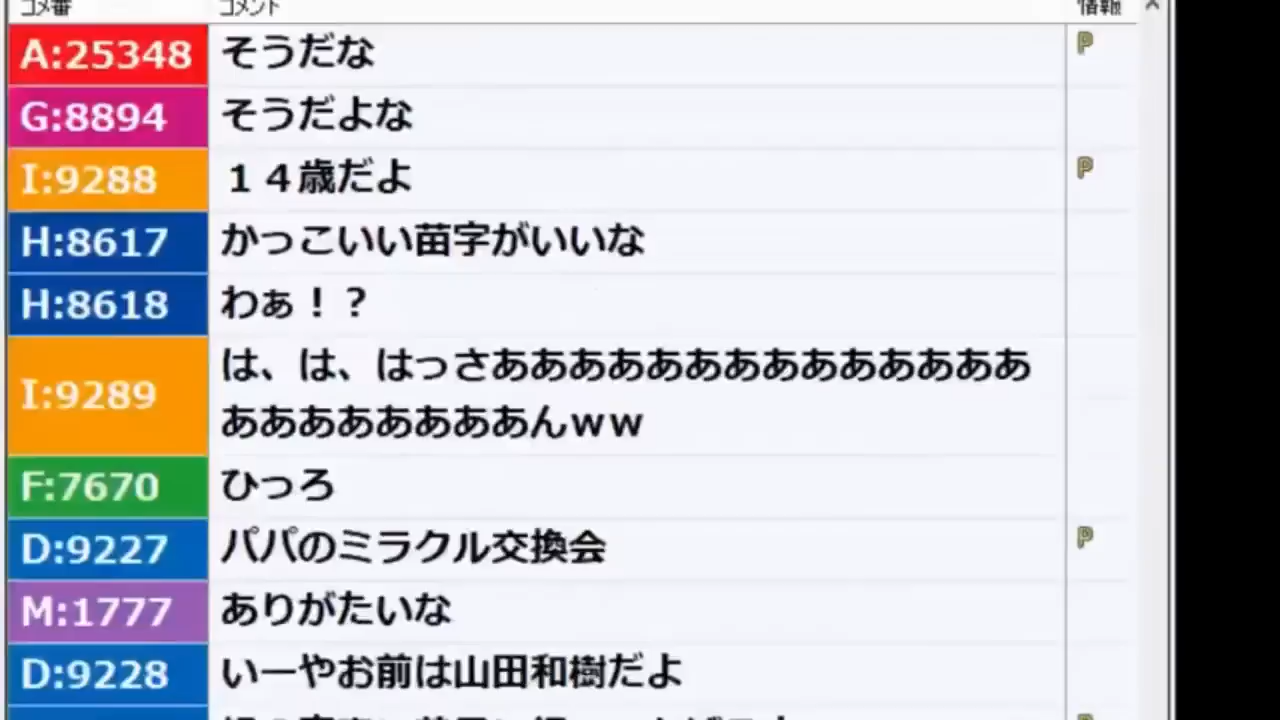 コメ番 コメント 情報
A:25348 そうだな P
G:8894 そうだよな
I:9288 １４歳だよ P
H:8617 かっこいい苗字がいいな
H:8618 わぁ！？
I:9289 は、は、はっさああああああああああああああ
ああああああああんｗｗ
F:7670 ひっろ
D:9227 パパのミラクル交換会 P
M:1777 ありがたいな
D:9228 いーやお前は山田和樹だよ